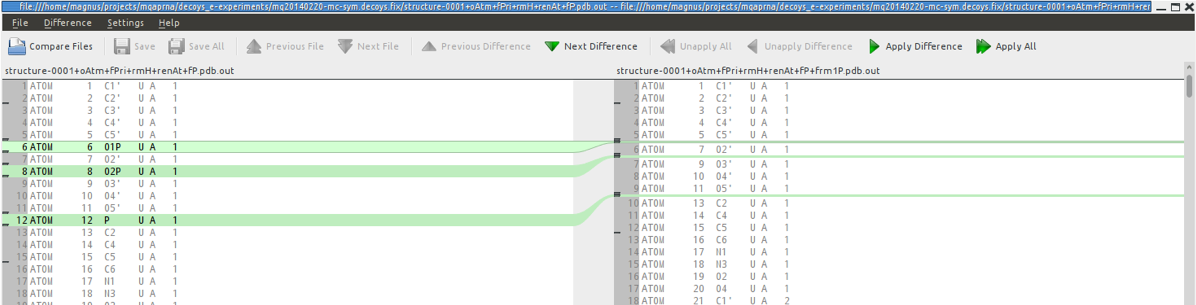 file:///home/magnus/projects/mqaprna/decoys_e-experiments/mq20140220-mc-sym.decoys.fix/structure-0001+oAtm+fPri+rmH+renAt+fP.pdb.out -- file:///home/magnus/projects/mqaprna/decoys_e-experiments/mq20140220-mc-sym.decoys.fix/structure-0001+oAtm+fPri+rmH+ren
File Difference Settings Help
Compare Files Save Save All Previous File Next File Previous Difference Next Difference Unapply All Unapply Difference Apply Difference Apply All
structure-0001+oAtm+fPri+rmH+renAt+fP.pdb.out
1 ATOM 1 C1' U A 1
2 ATOM 2 C2' U A 1
3 ATOM 3 C3' U A 1
4 ATOM 4 C4' U A 1
5 ATOM 5 C5' U A 1
6 ATOM 6 O1P U A 1
7 ATOM 7 O2' U A 1
8 ATOM 8 O2P U A 1
9 ATOM 9 O3' U A 1
10 ATOM 10 O4' U A 1
11 ATOM 11 O5' U A 1
12 ATOM 12 P U A 1
13 ATOM 13 C2 U A 1
14 ATOM 14 C4 U A 1
15 ATOM 15 C5 U A 1
16 ATOM 16 C6 U A 1
17 ATOM 17 N1 U A 1
18 ATOM 18 N3 U A 1
structure-0001+oAtm+fPri+rmH+renAt+fP+frm1P.pdb.out
1 ATOM 1 C1' U A 1
2 ATOM 2 C2' U A 1
3 ATOM 3 C3' U A 1
4 ATOM 4 C4' U A 1
5 ATOM 5 C5' U A 1
6 ATOM 7 O2' U A 1
7 ATOM 9 O3' U A 1
8 ATOM 10 O4' U A 1
9 ATOM 11 O5' U A 1
10 ATOM 13 C2 U A 1
11 ATOM 14 C4 U A 1
12 ATOM 15 C5 U A 1
13 ATOM 16 C6 U A 1
14 ATOM 17 N1 U A 1
15 ATOM 18 N3 U A 1
16 ATOM 19 O2 U A 1
17 ATOM 20 O4 U A 1
18 ATOM 21 C1' U A 2